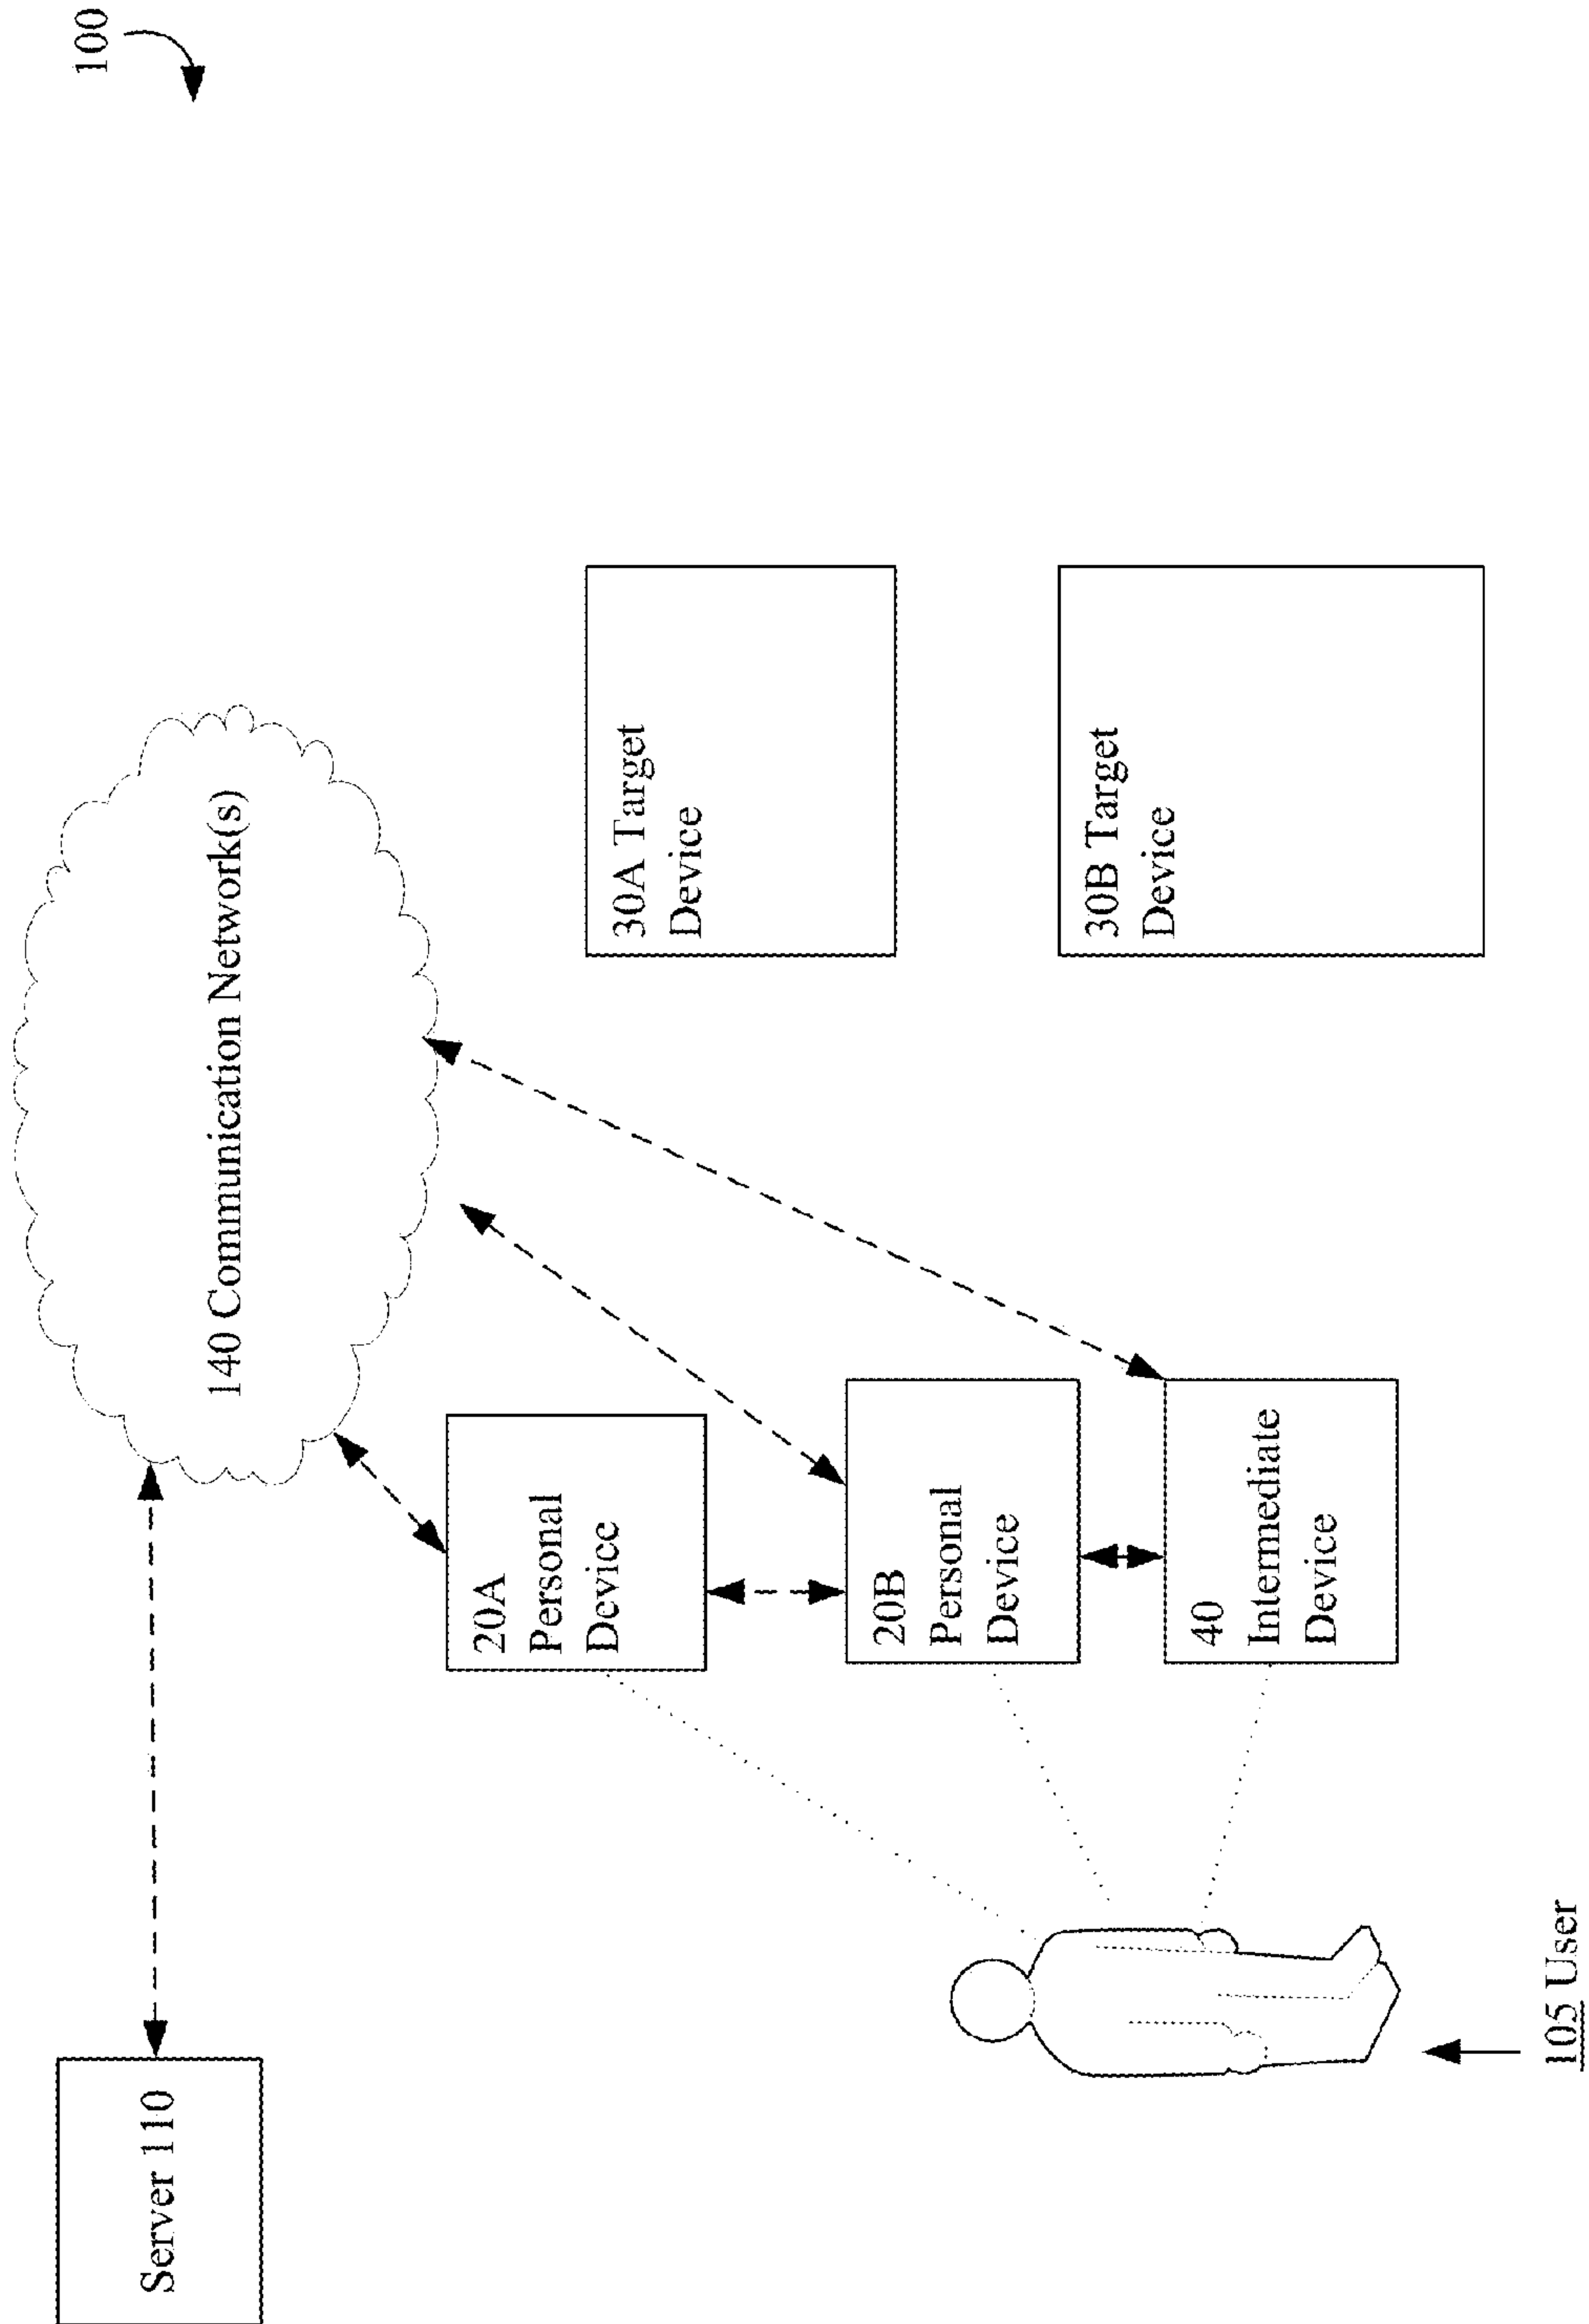 100
Server 110
140 Communication Network(s)
20A
Personal
Device
30A Target
Device
20B
Personal
Device
30B Target
Device
40
Intermediate
Device
105 User